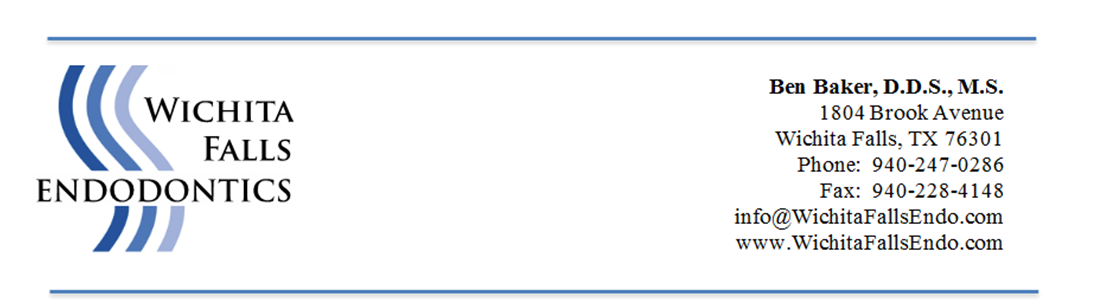 WICHITA
FALLS
ENDODONTICS
Ben Baker, D.D.S., M.S.
1804 Brook Avenue
Wichita Falls, TX 76301
Phone: 940-247-0286
Fax: 940-228-4148
info@WichitaFallsEndo.com
www.WichitaFallsEndo.com